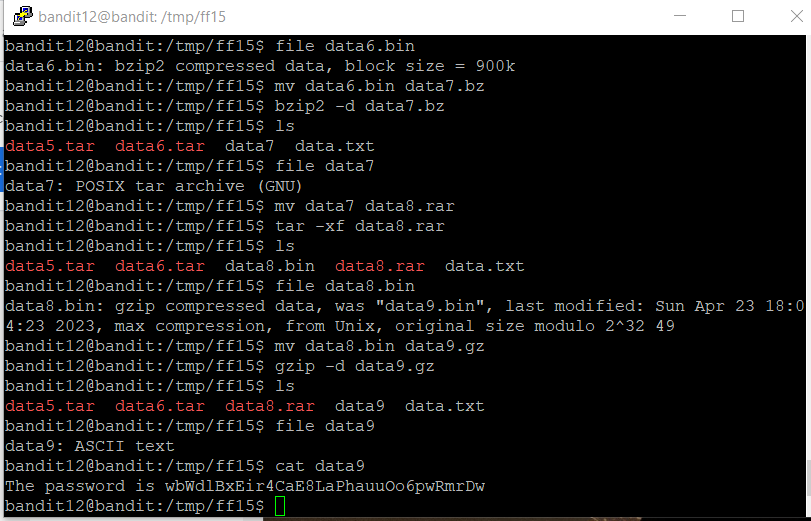 bandit12@bandit: /tmp/ff15
bandit12@bandit:/tmp/ff15$ file data6.bin
data6.bin: bzip2 compressed data, block size = 900k
bandit12@bandit:/tmp/ff15$ mv data6.bin data7.bz
bandit12@bandit:/tmp/ff15$ bzip2 -d data7.bz
bandit12@bandit:/tmp/ff15$ ls
data5.tar  data6.tar  data7  data.txt
bandit12@bandit:/tmp/ff15$ file data7
data7: POSIX tar archive (GNU)
bandit12@bandit:/tmp/ff15$ mv data7 data8.rar
bandit12@bandit:/tmp/ff15$ tar -xf data8.rar
bandit12@bandit:/tmp/ff15$ ls
data5.tar  data6.tar  data8.bin  data8.rar  data.txt
bandit12@bandit:/tmp/ff15$ file data8.bin
data8.bin: gzip compressed data, was "data9.bin", last modified: Sun Apr 23 18:0
4:23 2023, max compression, from Unix, original size modulo 2^32 49
bandit12@bandit:/tmp/ff15$ mv data8.bin data9.gz
bandit12@bandit:/tmp/ff15$ gzip -d data9.gz
bandit12@bandit:/tmp/ff15$ ls
data5.tar  data6.tar  data8.rar  data9  data.txt
bandit12@bandit:/tmp/ff15$ file data9
data9: ASCII text
bandit12@bandit:/tmp/ff15$ cat data9
The password is wbWdlBxEir4CaE8LaPhauuOo6pwRmrDw
bandit12@bandit:/tmp/ff15$